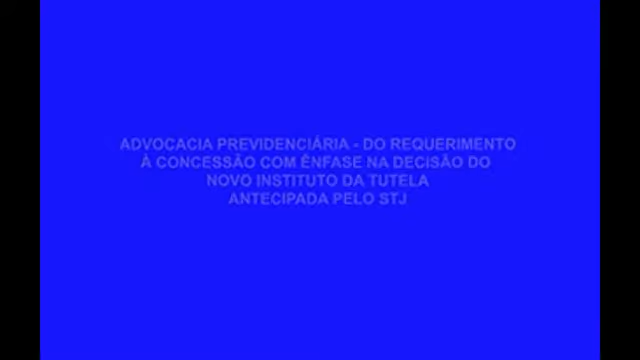 ADVOCACIA PREVIDENCIÁRIA - DO REQUERIMENTO
À CONCESSÃO COM ÊNFASE NA DECISÃO DO
NOVO INSTITUTO DA TUTELA
ANTECIPADA PELO STJ